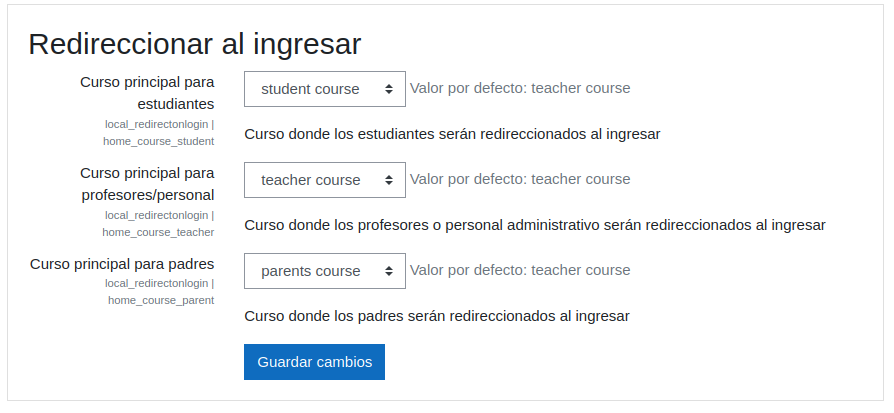 Redireccionar al ingresar
Curso principal para
estudiantes
local_redirectonlogin |
home_course_student
student course
Valor por defecto: teacher course
Curso donde los estudiantes serán redireccionados al ingresar
Curso principal para
profesores/personal
local_redirectonlogin |
home_course_teacher
teacher course
Valor por defecto: teacher course
Curso donde los profesores o personal administrativo serán redireccionados al ingresar
Curso principal para padres
local_redirectonlogin |
home_course_parent
parents course
Valor por defecto: teacher course
Curso donde los padres serán redireccionados al ingresar
Guardar cambios